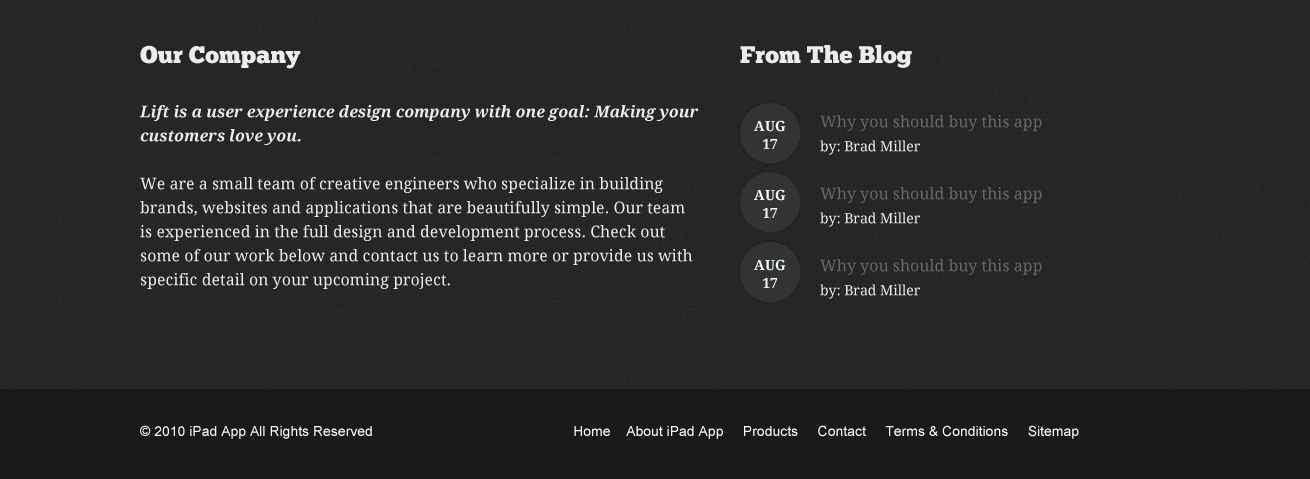 Our Company
Lift is a user experience design company with one goal: Making your
customers love you.
We are a small team of creative engineers who specialize in building
brands, websites and applications that are beautifully simple. Our team
is experienced in the full design and development process. Check out
some of our work below and contact us to learn more or provide us with
specific detail on your upcoming project.
From The Blog
AUG
17
Why you should buy this app
by: Brad Miller
AUG
17
Why you should buy this app
by: Brad Miller
AUG
17
Why you should buy this app
by: Brad Miller
© 2010 iPad App All Rights Reserved
Home About iPad App Products Contact Terms & Conditions Sitemap